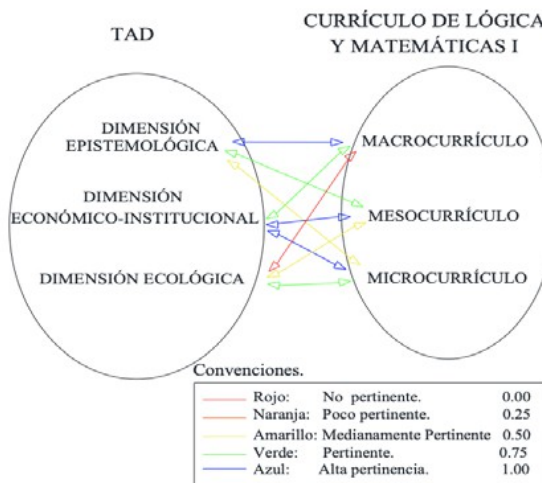 TAD
CURRÍCULO DE LÓGICA
Y MATEMÁTICAS I
DIMENSIÓN
EPISTEMOLÓGICA
MACROCURRÍCULO
DIMENSIÓN
ECONÓMICO-INSTITUCIONAL
MESOCURRÍCULO
DIMENSIÓN ECOLÓGICA
MICROCURRÍCULO
Convenciones.
Rojo: No pertinente. 0.00
Naranja: Poco pertinente. 0.25
Amarillo: Medianamente Pertinente 0.50
Verde: Pertinente. 0.75
Azul: Alta pertinencia. 1.00